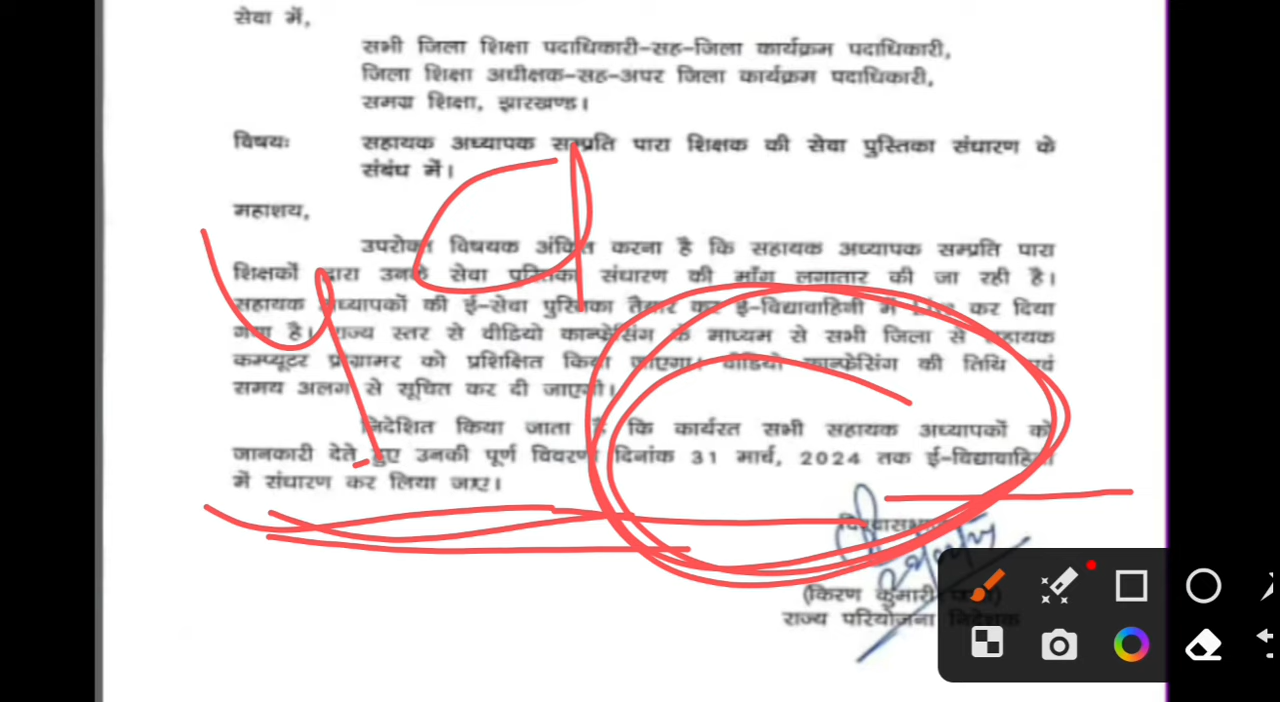 सेवा में,
सभी जिला शिक्षा पदाधिकारी-सह-जिला कार्यक्रम पदाधिकारी,
जिला शिक्षा अधीक्षक-सह-अपर जिला कार्यक्रम पदाधिकारी,
समग्र शिक्षा, झारखण्ड।
विषयः सहायक अध्यापक सम्प्रति पारा शिक्षक की सेवा पुस्तिका संधारण के
संबंध में।
महाशय,
उपरोक्त विषयक अंकित करना है कि सहायक अध्यापक सम्प्रति पारा
शिक्षकों द्वारा उनके सेवा पुस्तिका संधारण की माँग लगातार की जा रही है।
सहायक अध्यापकों की ई-सेवा पुस्तिका तैयार कर ई-विद्यावाहिनी में कर दिया
गया है। राज्य स्तर से वीडियो कान्फ्रेसिंग के माध्यम से सभी जिला से सहायक
कम्प्यूटर प्रोग्रामर को प्रशिक्षित किया जाएगा। वीडियो कान्फ्रेसिंग की तिथि एवं
समय अलग से सूचित कर दी जाएगी।
निदेशित किया जाता है कि कार्यरत सभी सहायक अध्यापकों को
जानकारी देते हुए उनकी पूर्ण विवरण दिनांक 31 मार्च, 2024 तक ई-विद्यावाहिनी
में संधारण कर लिया जाए।
(किरण कुमारी
राज्य परियोजना निदेशक